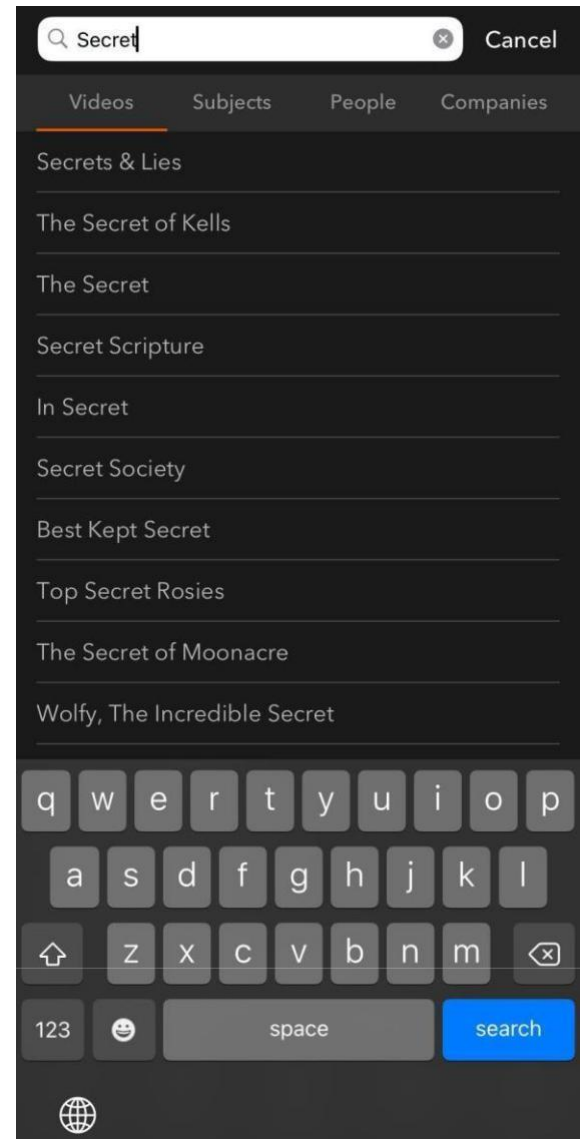 Secret Cancel
Videos Subjects People Companies
Secrets & Lies
The Secret of Kells
The Secret
Secret Scripture
In Secret
Secret Society
Best Kept Secret
Top Secret Rosies
The Secret of Moonacre
Wolfy, The Incredible Secret
q w e r t y u i o p
a s d f g h j k l
z x c v b n m
123 space search